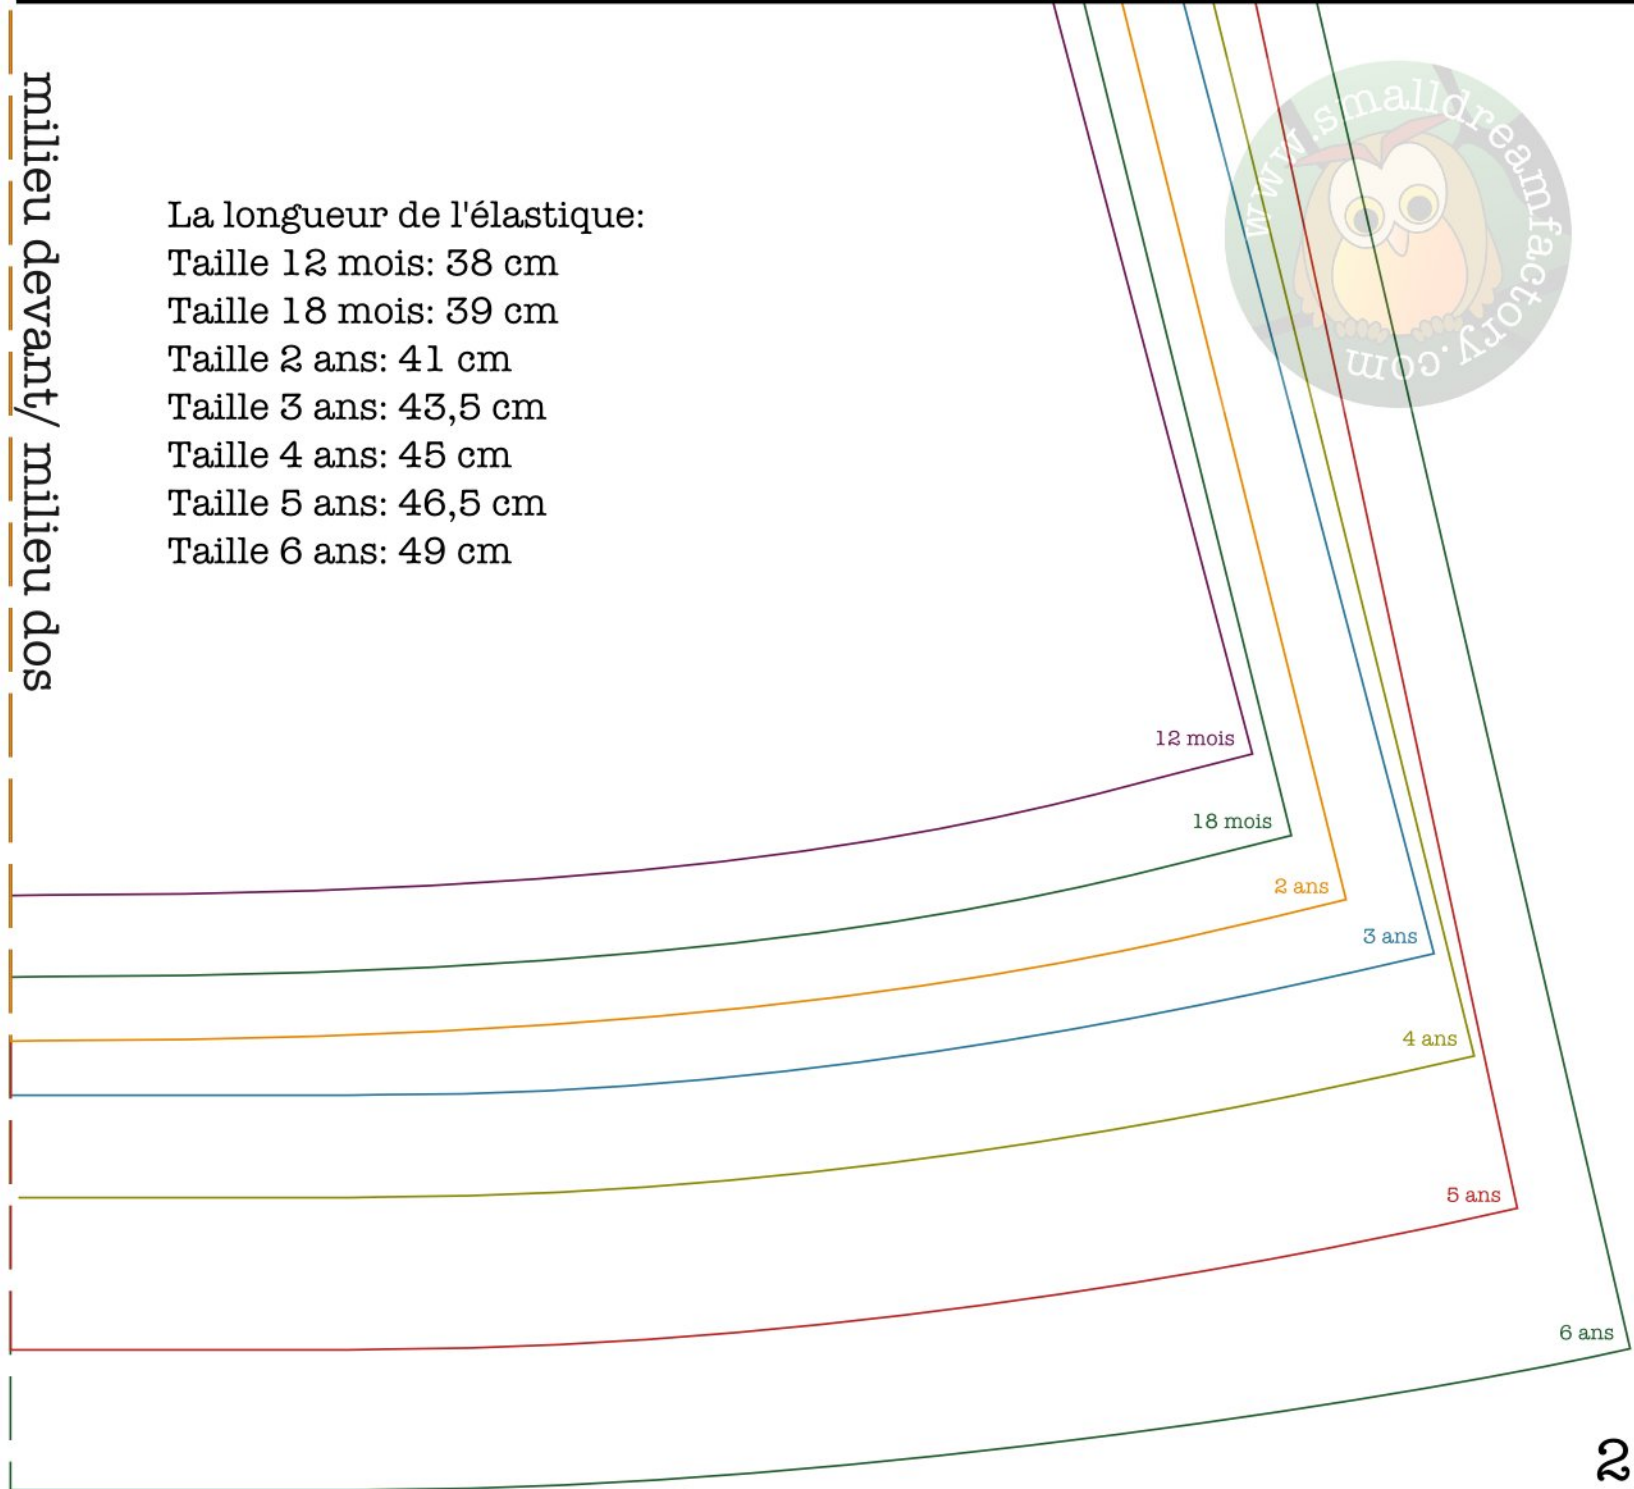 milieu devant/ milieu dos
www.smalldreamfactory.com
La longueur de l'élastique:
Taille 12 mois: 38 cm
Taille 18 mois: 39 cm
Taille 2 ans: 41 cm
Taille 3 ans: 43,5 cm
Taille 4 ans: 45 cm
Taille 5 ans: 46,5 cm
Taille 6 ans: 49 cm
12 mois
18 mois
2 ans
3 ans
4 ans
5 ans
6 ans
2